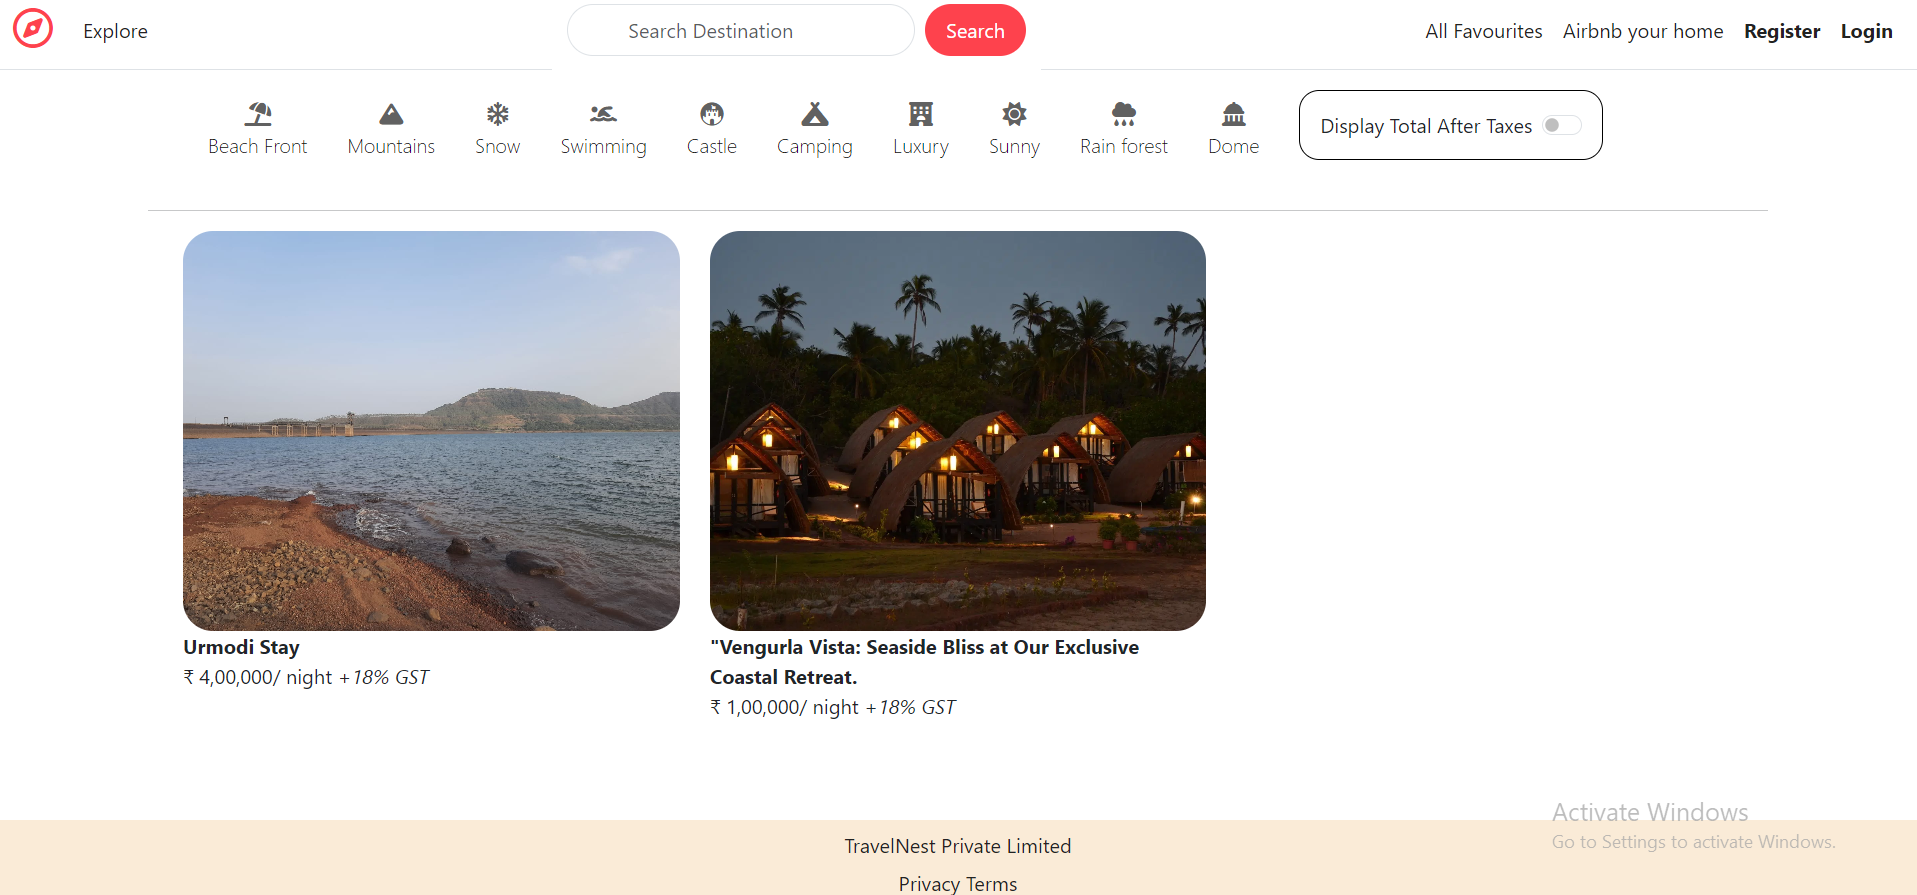 Explore
Search Destination
Search
All Favourites
Airbnb your home
Register
Login
Beach Front
Mountains
Snow
Swimming
Castle
Camping
Luxury
Sunny
Rain forest
Dome
Display Total After Taxes
Urmodi Stay
₹ 4,00,000/ night +18% GST
"Vengurla Vista: Seaside Bliss at Our Exclusive
Coastal Retreat.
₹ 1,00,000/ night +18% GST
Activate Windows
Go to Settings to activate Windows.
TravelNest Private Limited
Privacy Terms